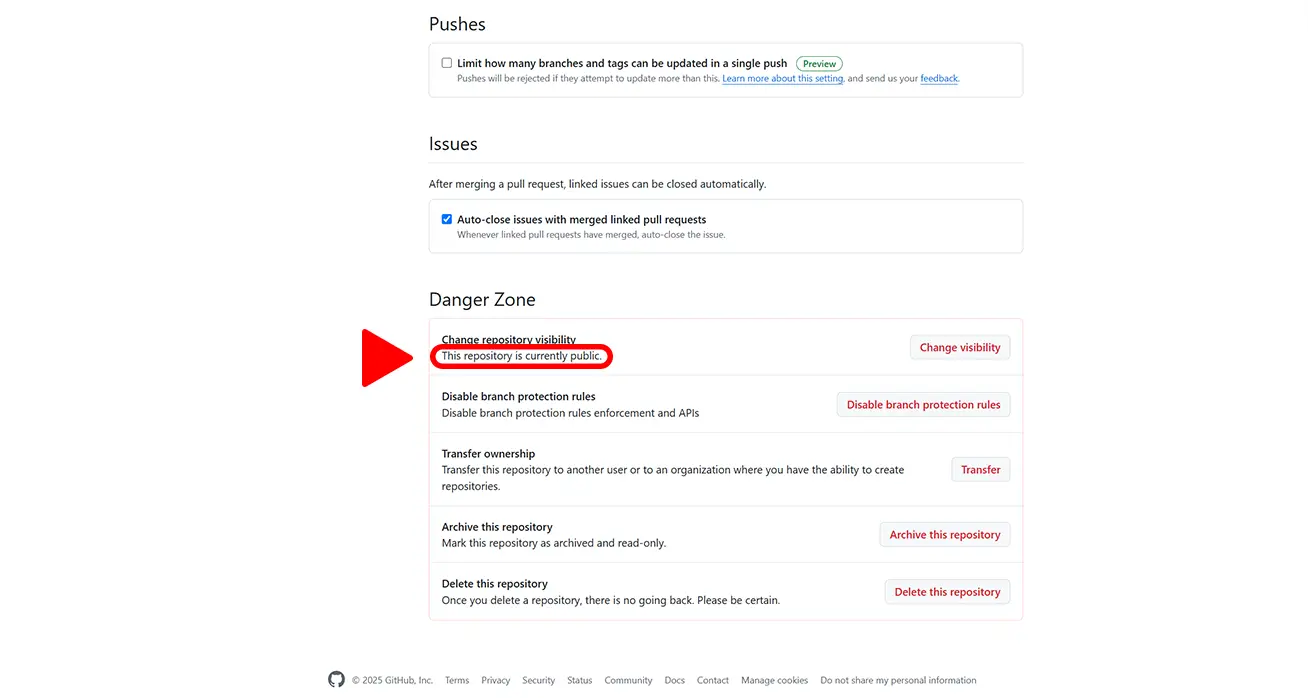 Pushes
Limit how many branches and tags can be updated in a single push Preview
Pushes will be rejected if they attempt to update more than this. Learn more about this setting, and send us your feedback.
Issues
After merging a pull request, linked issues can be closed automatically.
Auto-close issues with merged linked pull requests
Whenever linked pull requests have merged, auto-close the issue.
Danger Zone
Change repository visibility
This repository is currently public.
Change visibility
Disable branch protection rules
Disable branch protection rules enforcement and APIs
Disable branch protection rules
Transfer ownership
Transfer this repository to another user or to an organization where you have the ability to create
repositories.
Transfer
Archive this repository
Mark this repository as archived and read-only.
Archive this repository
Delete this repository
Once you delete a repository, there is no going back. Please be certain.
Delete this repository
© 2025 GitHub, Inc. Terms Privacy Security Status Community Docs Contact Manage cookies Do not share my personal information